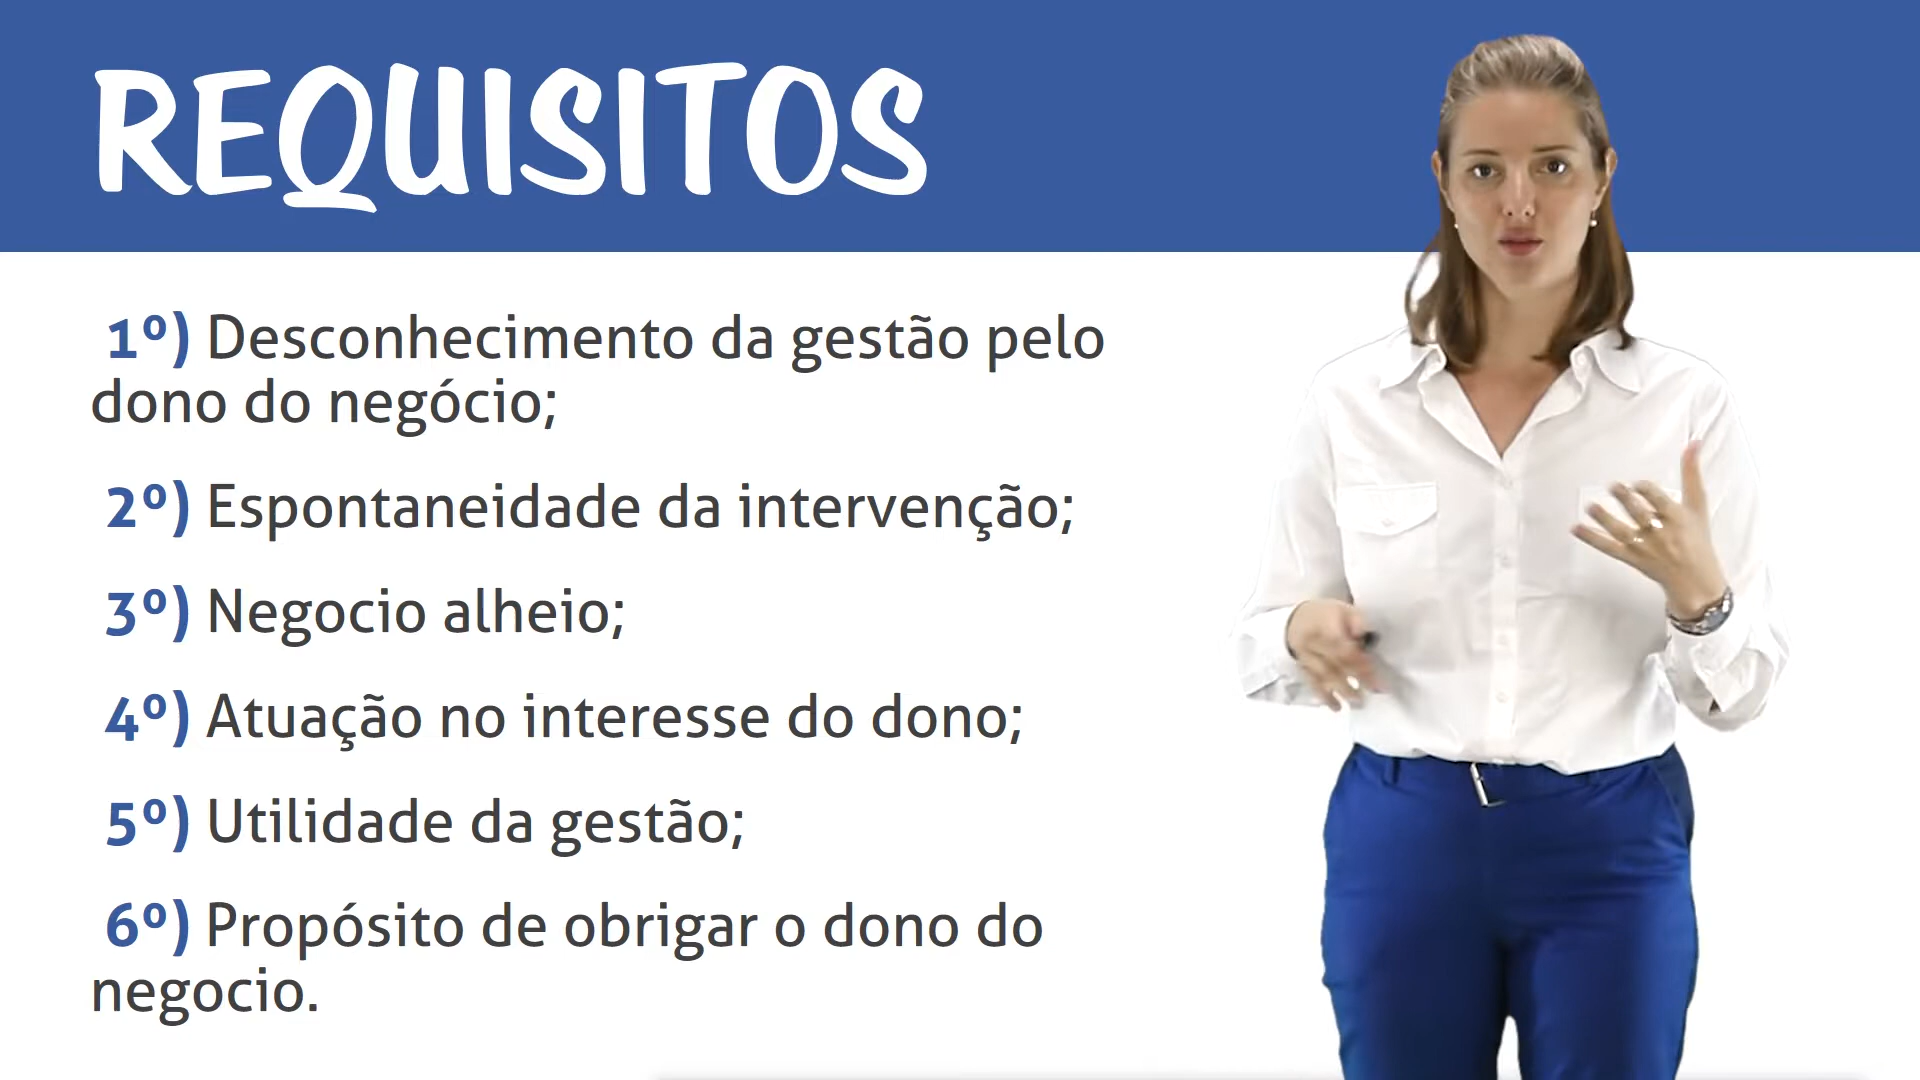 REQUISITOS
1º) Desconhecimento da gestão pelo
dono do negócio;
2º) Espontaneidade da intervenção;
3º) Negocio alheio;
4º) Atuação no interesse do dono;
5º) Utilidade da gestão;
6º) Propósito de obrigar o dono do
negocio.